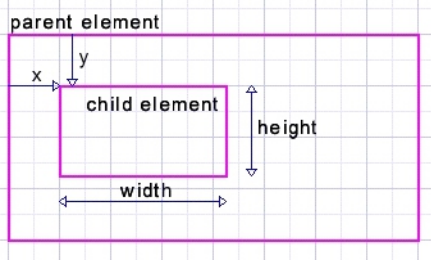 parent element
y
x
child element
height
width